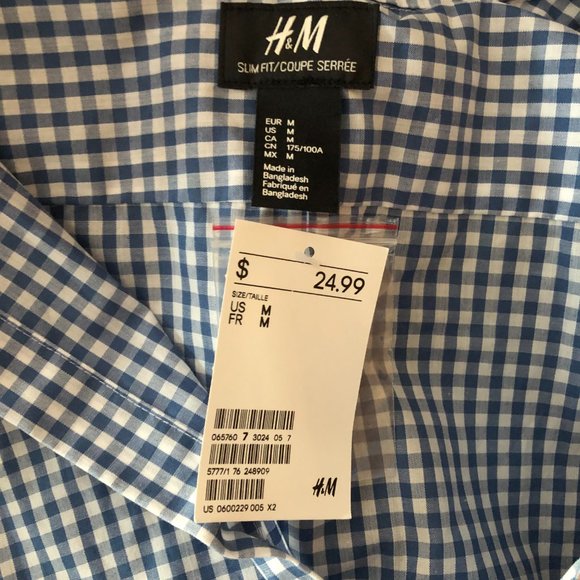 H&M
SLIM FIT/COUPE SERRÉE
EUR M
US M
CA M
CN 175/100A
MX M
Made in
Bangladesh
Fabriqué en
Bangladesh
$ 24.99
SIZE/TAILLE
US M
FR M
065760 7 3024 05 7
5777/1 76 248909
H&M
US 0600229 005 X2